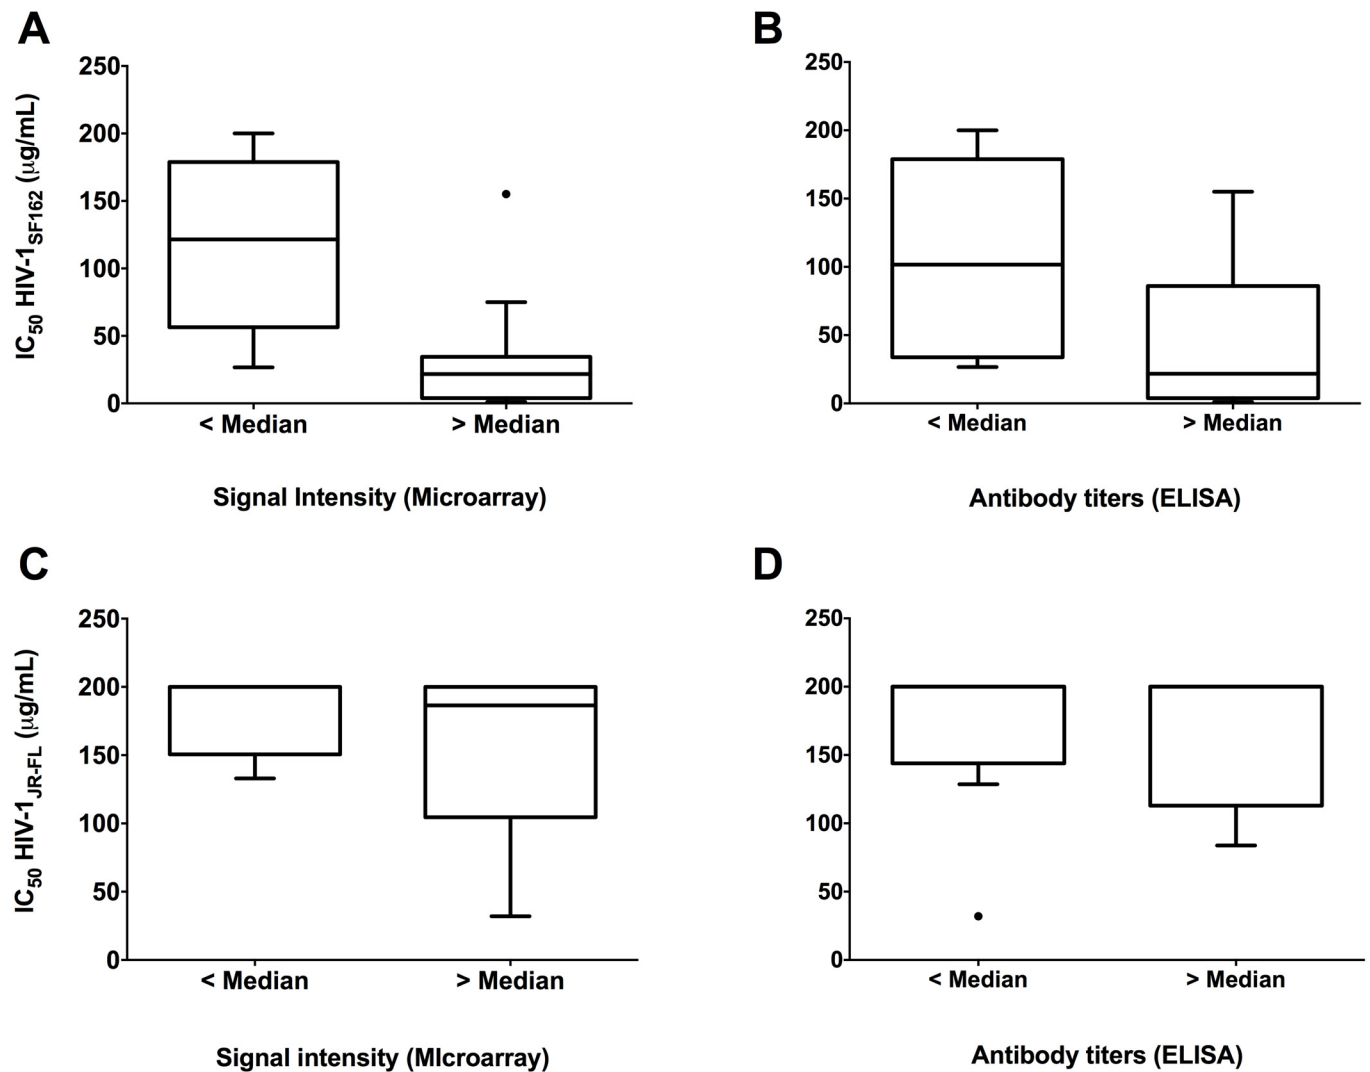 A
B
IC50 HIV-1SF162 (μg/mL)
250
200
150
100
50
0
< Median
> Median
Signal Intensity (Microarray)
250
200
150
100
50
0
< Median
> Median
Antibody titers (ELISA)
C
D
IC50 HIV-1JR-FL (μg/mL)
250
200
150
100
50
0
< Median
> Median
Signal intensity (MIcroarray)
250
200
150
100
50
0
< Median
> Median
Antibody titers (ELISA)